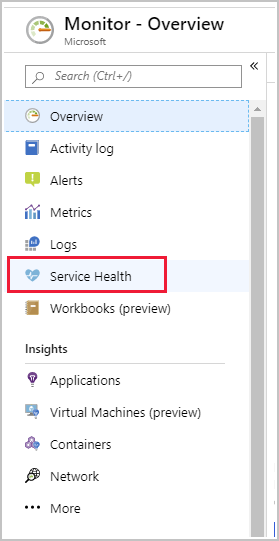 Monitor - Overview
Microsoft
Search (Ctrl+/)
Overview
Activity log
Alerts
Metrics
Logs
Service Health
Workbooks (preview)
Insights
Applications
Virtual Machines (preview)
Containers
Network
More